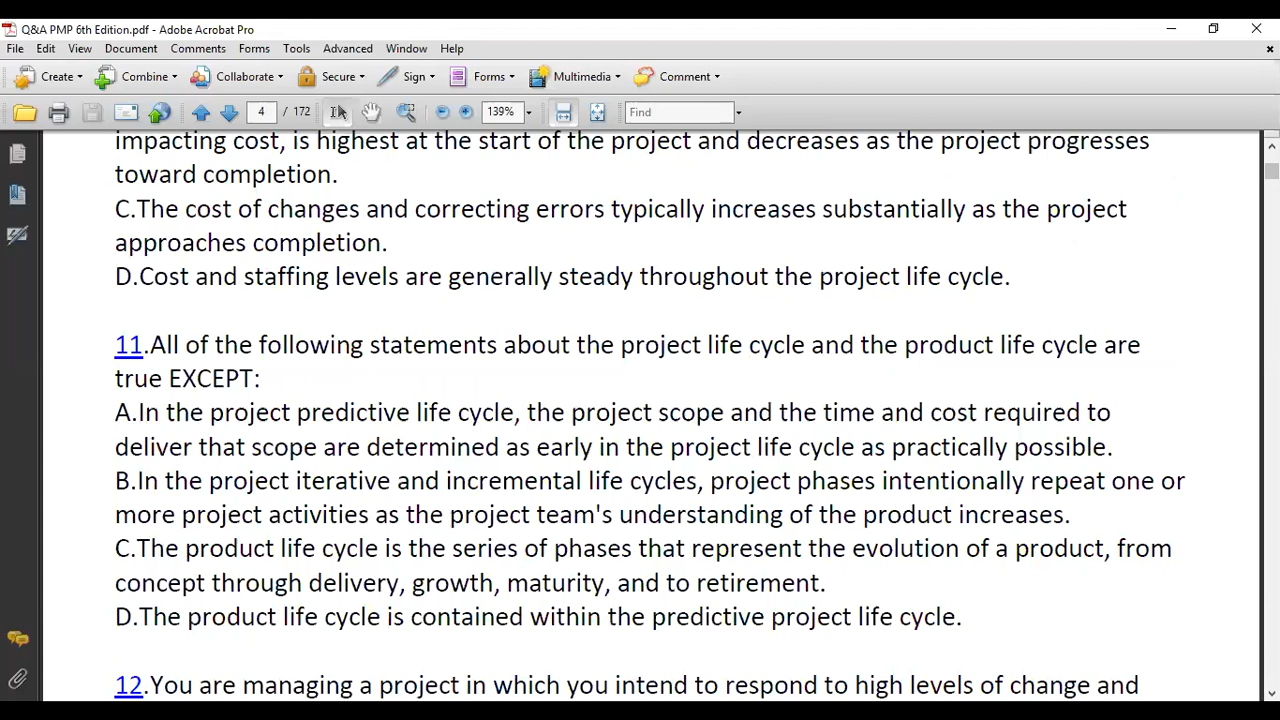 Q&A PMP 6th Edition.pdf - Adobe Acrobat Pro
File Edit View Document Comments Forms Tools Advanced Window Help
Create Combine Collaborate Secure Sign Forms Multimedia Comment
4 / 172 139% Find
impacting cost, is highest at the start of the project and decreases as the project progresses
toward completion.
C.The cost of changes and correcting errors typically increases substantially as the project
approaches completion.
D.Cost and staffing levels are generally steady throughout the project life cycle.
11.All of the following statements about the project life cycle and the product life cycle are
true EXCEPT:
A.In the project predictive life cycle, the project scope and the time and cost required to
deliver that scope are determined as early in the project life cycle as practically possible.
B.In the project iterative and incremental life cycles, project phases intentionally repeat one or
more project activities as the project team's understanding of the product increases.
C.The product life cycle is the series of phases that represent the evolution of a product, from
concept through delivery, growth, maturity, and to retirement.
D.The product life cycle is contained within the predictive project life cycle.
12.You are managing a project in which you intend to respond to high levels of change and